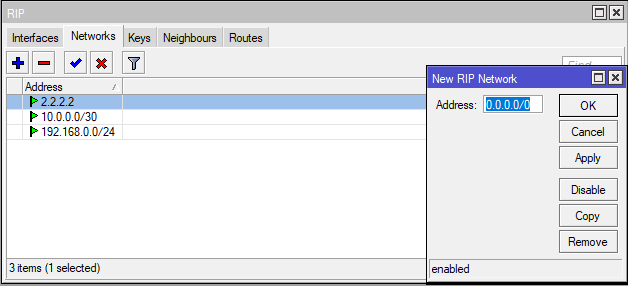 RIP
Interfaces Networks Keys Neighbours Routes
Find
Address
2.2.2.2
10.0.0.0/30
192.168.0.0/24
3 items (1 selected)
New RIP Network
Address: 0.0.0.0/0
OK
Cancel
Apply
Disable
Copy
Remove
enabled